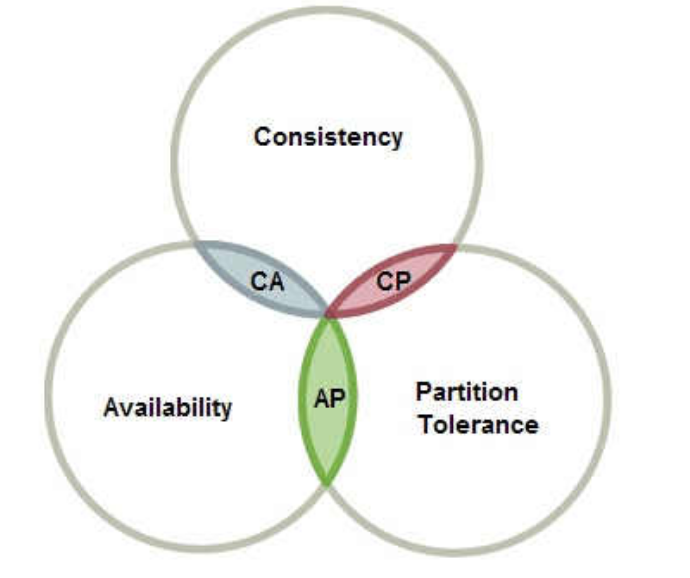 Consistency
CA
CP
Availability
AP
Partition
Tolerance